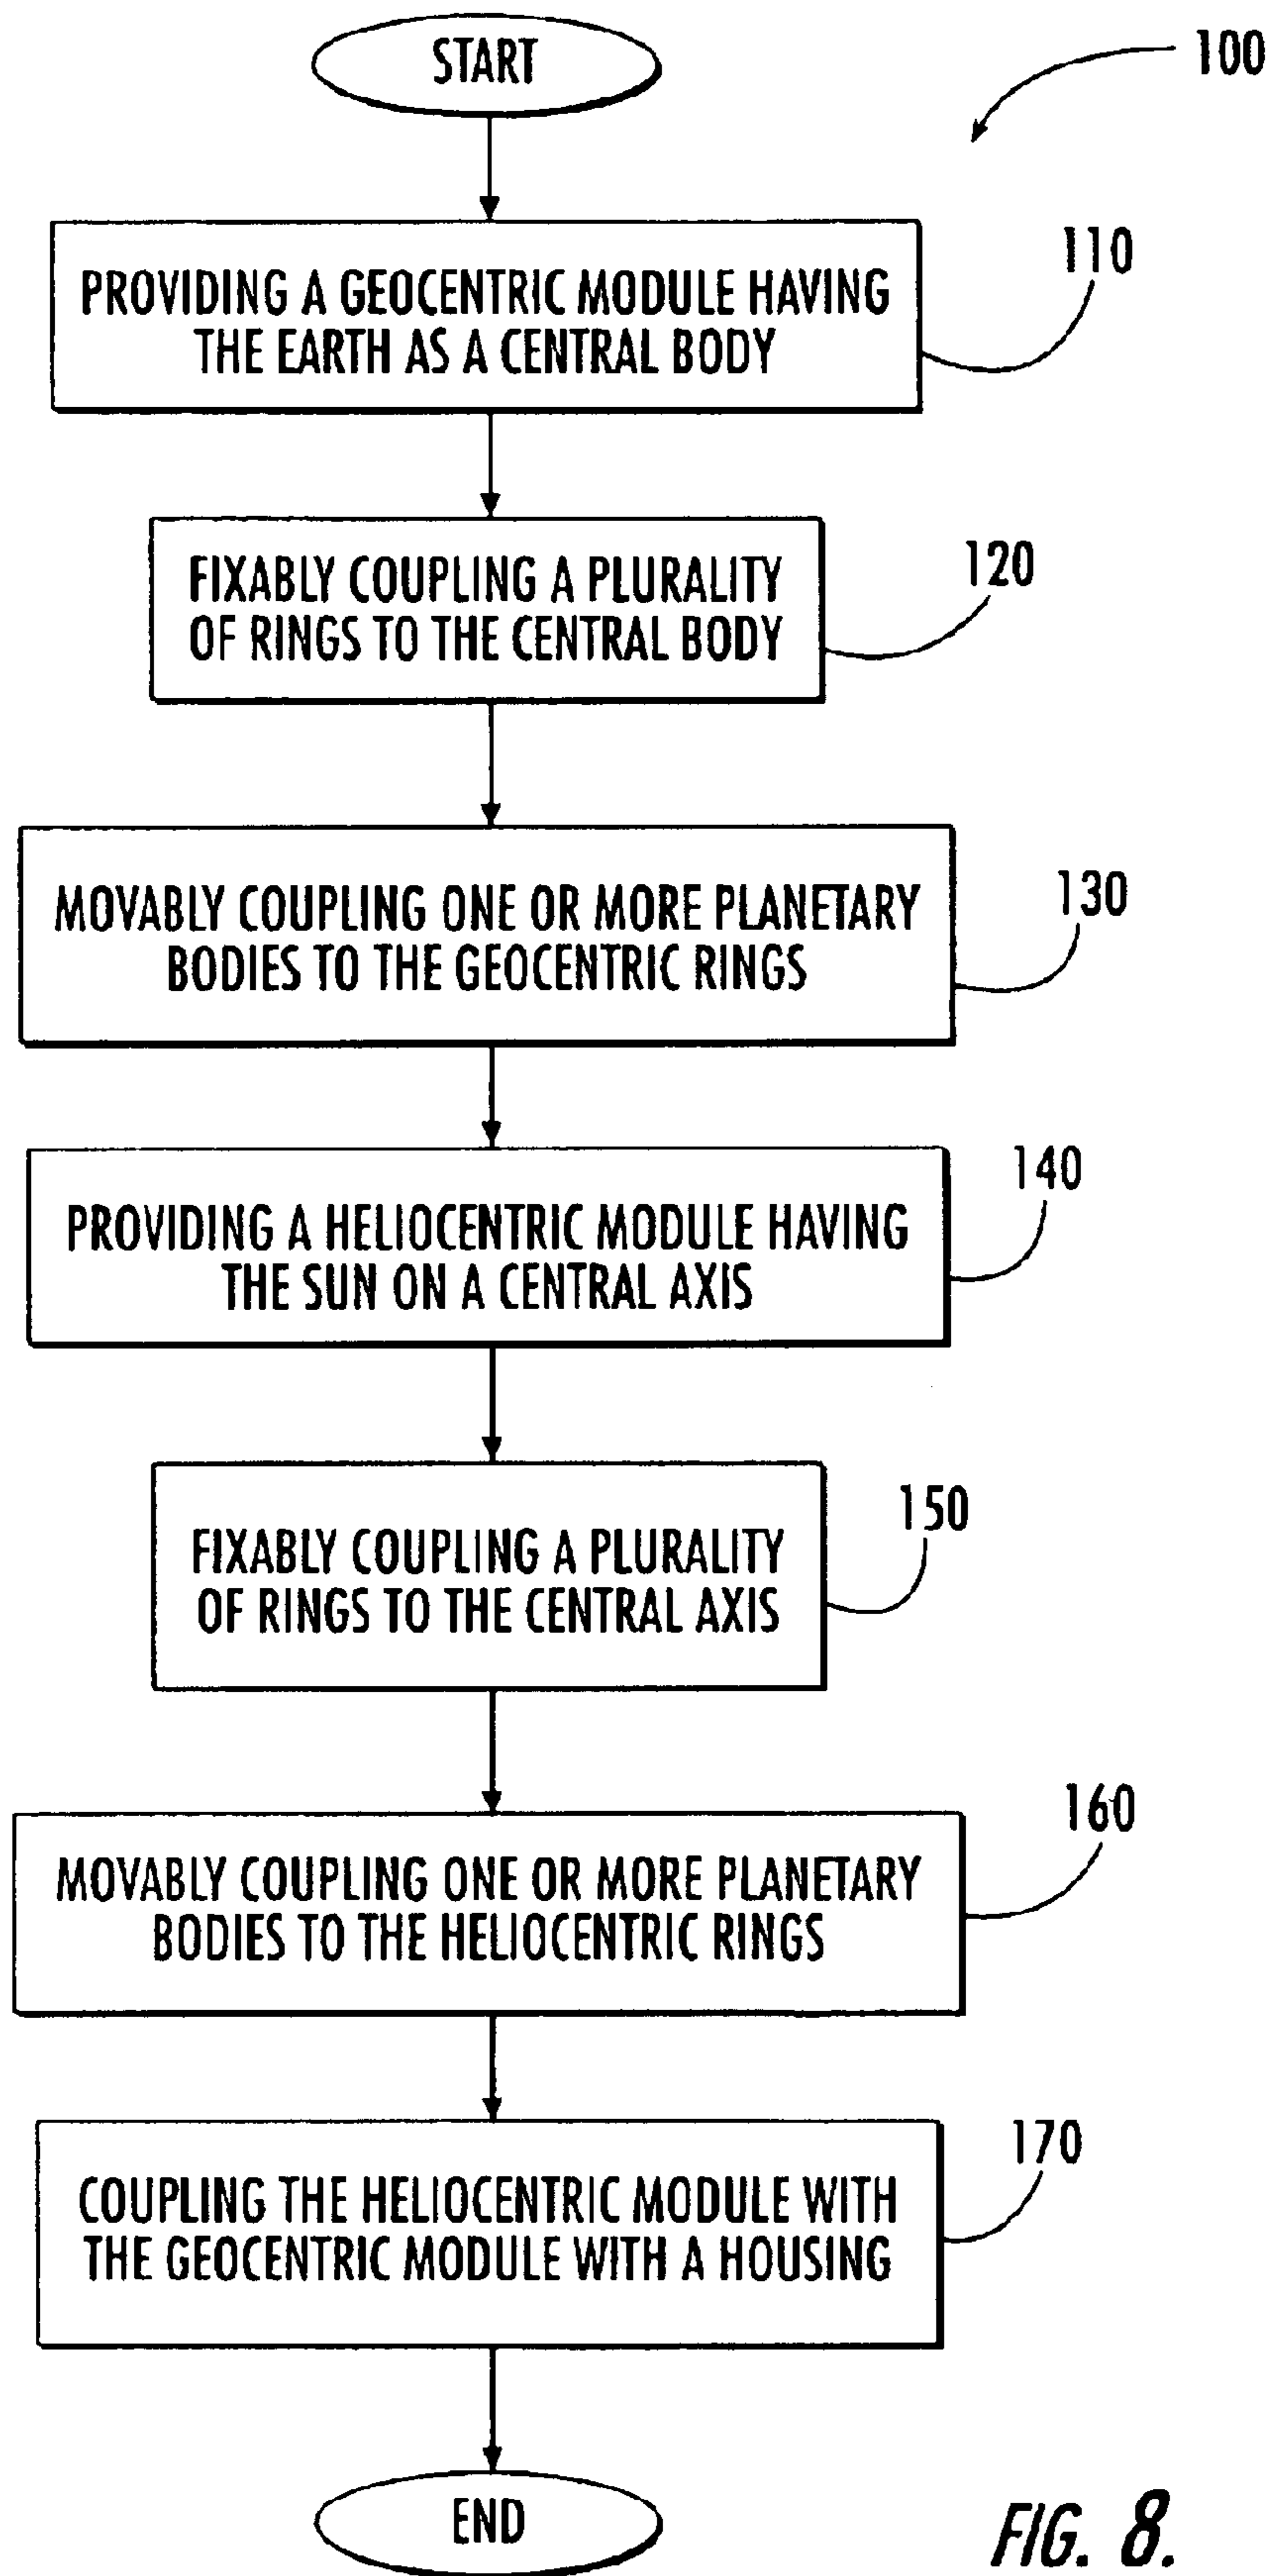 START
100
PROVIDING A GEOCENTRIC MODULE HAVING
THE EARTH AS A CENTRAL BODY
110
FIXABLY COUPLING A PLURALITY
OF RINGS TO THE CENTRAL BODY
120
MOVABLY COUPLING ONE OR MORE PLANETARY
BODIES TO THE GEOCENTRIC RINGS
130
PROVIDING A HELIOCENTRIC MODULE HAVING
THE SUN ON A CENTRAL AXIS
140
FIXABLY COUPLING A PLURALITY
OF RINGS TO THE CENTRAL AXIS
150
MOVABLY COUPLING ONE OR MORE PLANETARY
BODIES TO THE HELIOCENTRIC RINGS
160
COUPLING THE HELIOCENTRIC MODULE WITH
THE GEOCENTRIC MODULE WITH A HOUSING
170
END
FIG. 8.